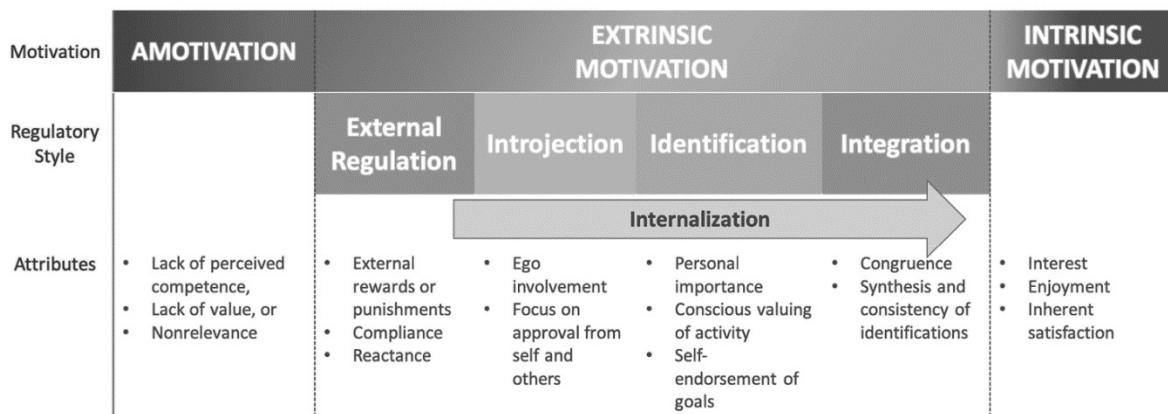 Motivation
AMOTIVATION
EXTRINSIC
MOTIVATION
INTRINSIC
MOTIVATION
Regulatory
Style
External
Regulation
Introjection
Identification
Integration
Internalization
Attributes
• Lack of perceived
competence,
• Lack of value, or
• Nonrelevance
• External
rewards or
punishments
• Compliance
• Reactance
• Ego
involvement
• Focus on
approval from
self and
others
• Personal
importance
• Conscious valuing
of activity
• Self-
endorsement of
goals
• Congruence
• Synthesis and
consistency of
identifications
• Interest
• Enjoyment
• Inherent
satisfaction